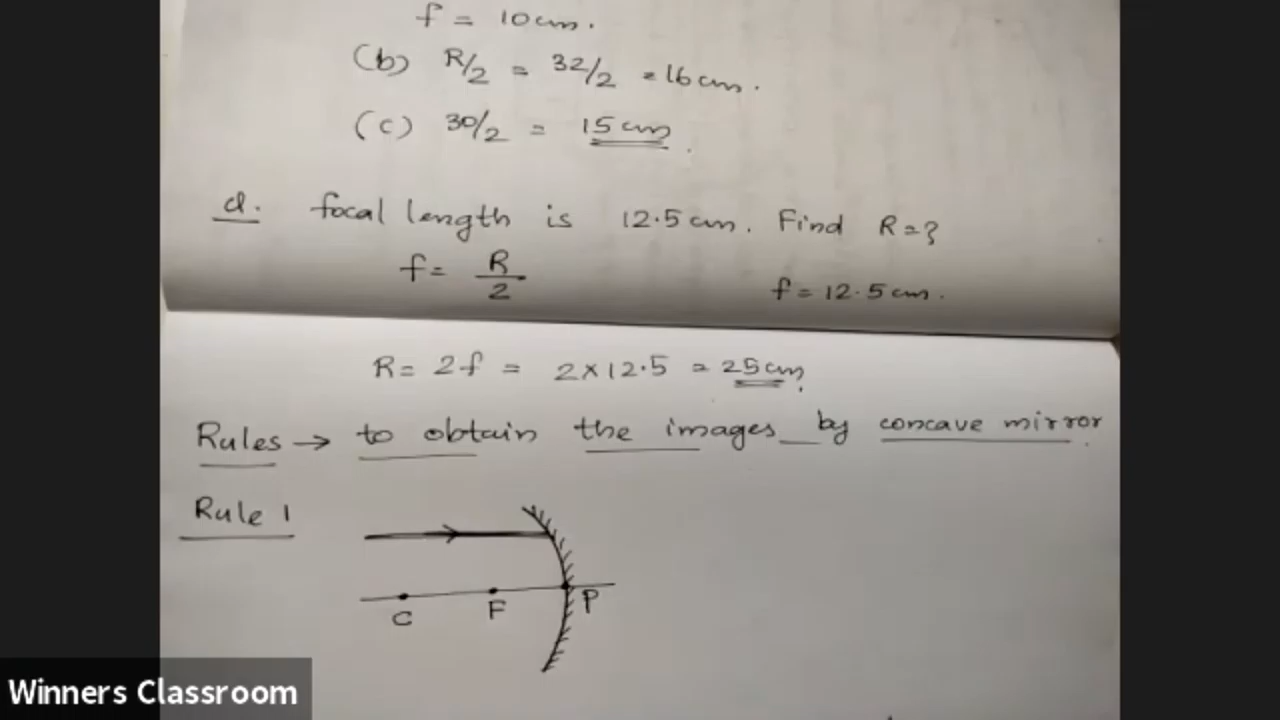 f = 10cm.
(b) R/2 = 32/2 = 16cm.
(c) 30/2 = 15cm.
Q. focal length is 12.5cm. Find R=?
f = R/2 f = 12.5cm.
R = 2f = 2×12.5 = 25cm.
Rules → to obtain the images by concave mirror.
Rule 1
C F P
Winners Classroom